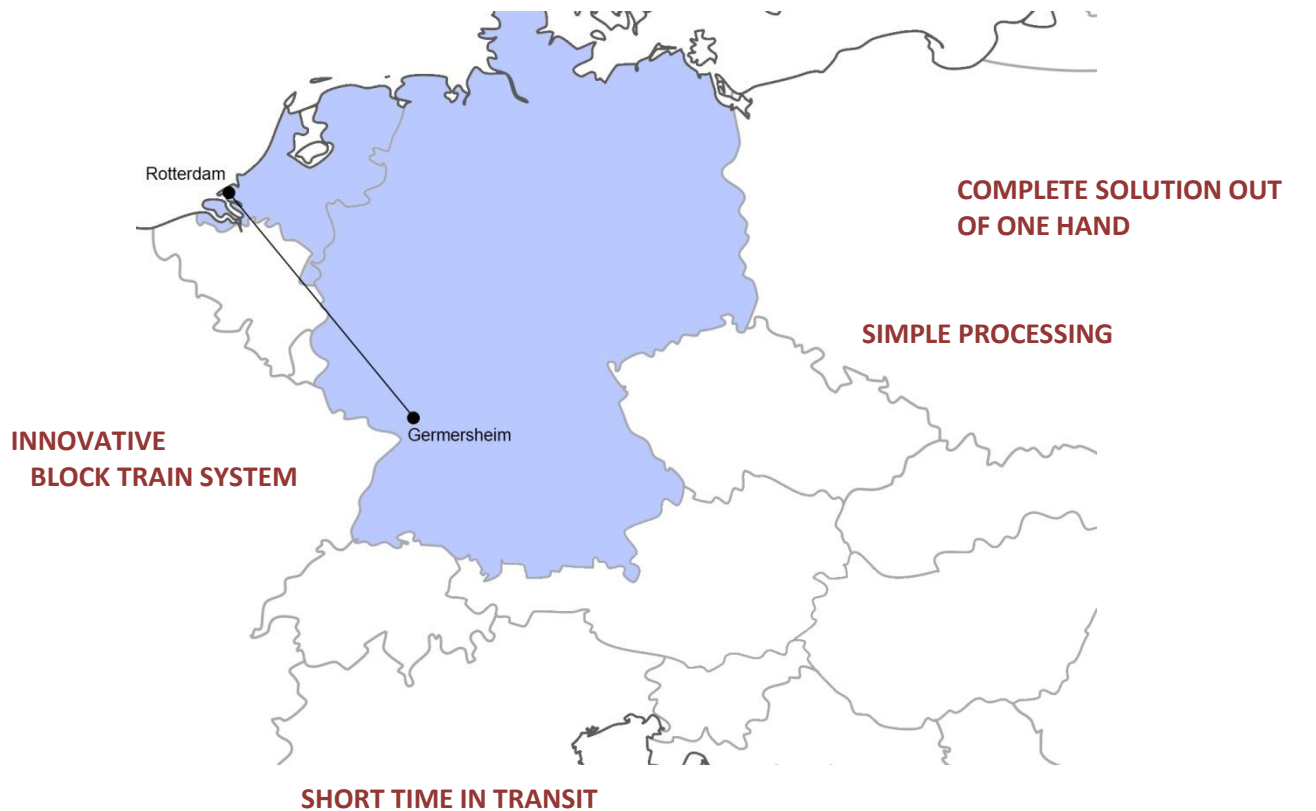 Rotterdam
COMPLETE SOLUTION OUT
OF ONE HAND
SIMPLE PROCESSING
Germersheim
INNOVATIVE
BLOCK TRAIN SYSTEM
SHORT TIME IN TRANSIT